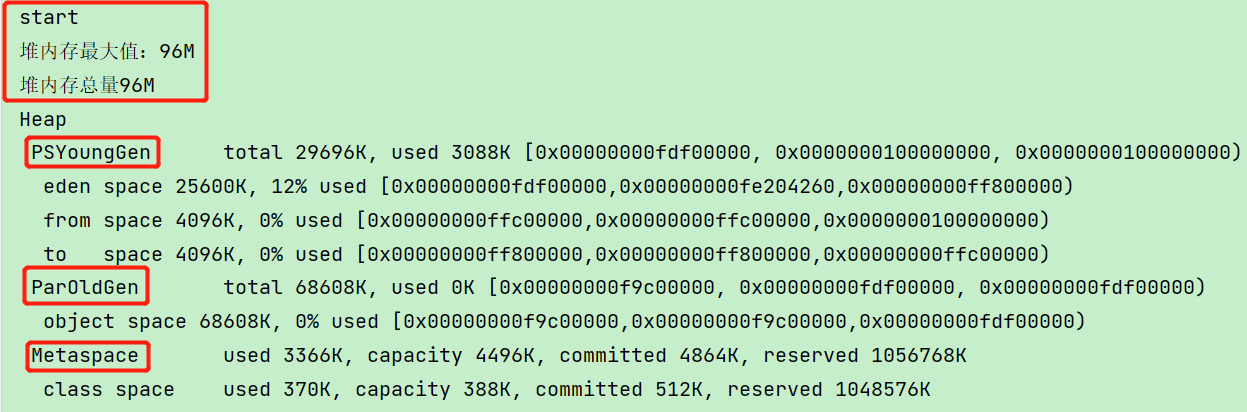 start
堆内存最大值：96M
堆内存总量96M
Heap
PSYoungGen total 29696K, used 3088K [0x00000000fdf00000, 0x0000000100000000, 0x0000000100000000)
eden space 25600K, 12% used [0x00000000fdf00000,0x00000000fe204260,0x00000000ff800000)
from space 4096K, 0% used [0x00000000ffc00000,0x00000000ffc00000,0x0000000100000000)
to space 4096K, 0% used [0x00000000ff800000,0x00000000ff800000,0x00000000ffc00000)
ParOldGen total 68608K, used 0K [0x00000000f9c00000, 0x00000000fdf00000, 0x00000000fdf00000)
object space 68608K, 0% used [0x00000000f9c00000,0x00000000f9c00000,0x00000000fdf00000)
Metaspace used 3366K, capacity 4496K, committed 4864K, reserved 1056768K
class space used 370K, capacity 388K, committed 512K, reserved 1048576K